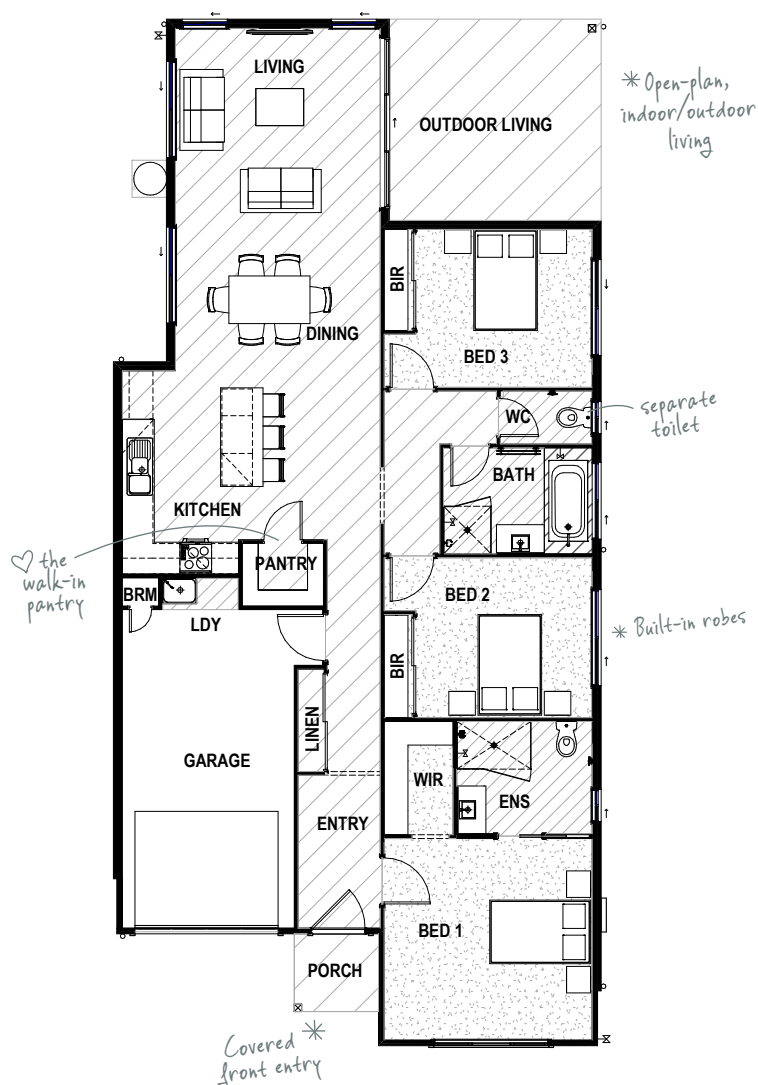 LIVING
* Open-plan,
indoor/outdoor
living
OUTDOOR LIVING
BIR
DINING
BED 3
WC
separate
toilet
BATH
KITCHEN
PANTRY
♡ the
walk-in
pantry
BRM
LDY
BED 2
* Built-in robes
BIR
LINEN
GARAGE
WIR
ENS
ENTRY
BED 1
PORCH
Covered *
front entry